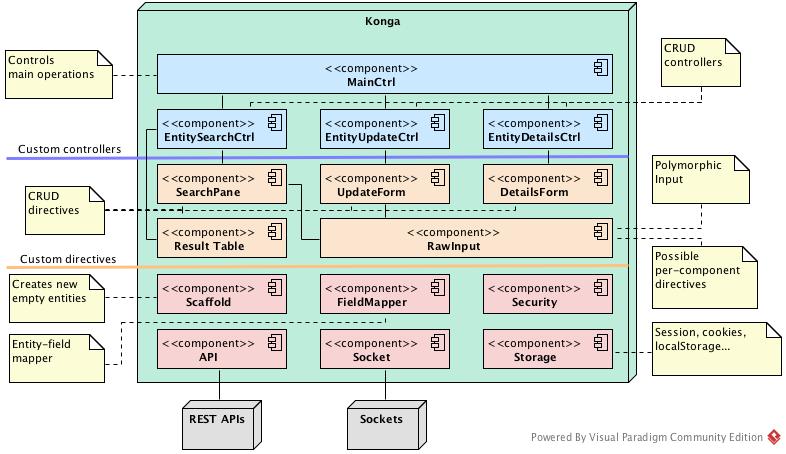 Konga
Controls
main operations
<<component>>
MainCtrl
CRUD
controllers
<<component>>
EntitySearchCtrl
<<component>>
EntityUpdateCtrl
<<component>>
EntityDetailsCtrl
Custom controllers
<<component>>
SearchPane
<<component>>
UpdateForm
<<component>>
DetailsForm
Polymorphic
Input
CRUD
directives
<<component>>
Result Table
<<component>>
RawInput
Custom directives
Possible
per-component
directives
Creates new
empty entities
<<component>>
Scaffold
<<component>>
FieldMapper
<<component>>
Security
Entity-field
mapper
<<component>>
API
<<component>>
Socket
<<component>>
Storage
Session, cookies,
localStorage...
REST APIs
Sockets
Powered By Visual Paradigm Community Edition